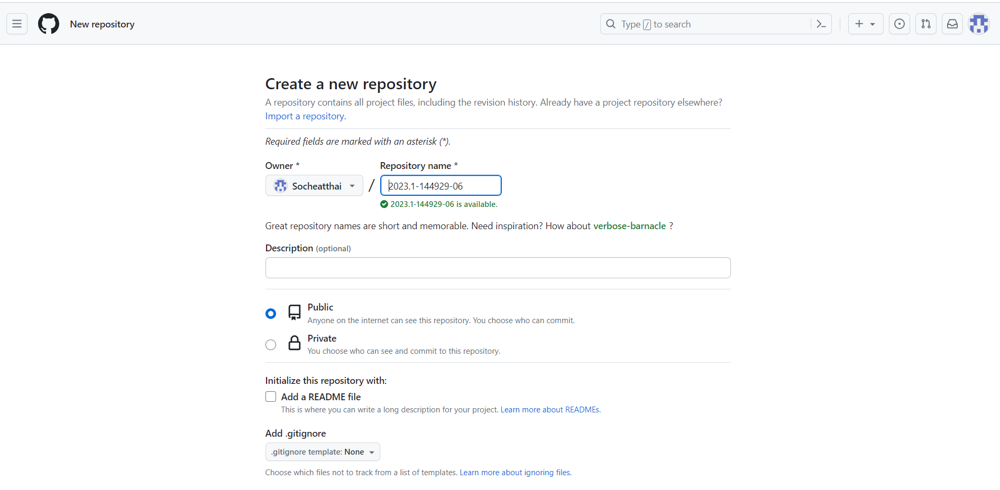 New repository
Type / to search
Create a new repository
A repository contains all project files, including the revision history. Already have a project repository elsewhere?
Import a repository.
Required fields are marked with an asterisk (*).
Owner * Repository name *
Socheatthai / 2023.1-144929-06
2023.1-144929-06 is available.
Great repository names are short and memorable. Need inspiration? How about verbose-barnacle ?
Description (optional)
Public
Anyone on the internet can see this repository. You choose who can commit.
Private
You choose who can see and commit to this repository.
Initialize this repository with:
Add a README file
This is where you can write a long description for your project. Learn more about READMEs.
Add .gitignore
.gitignore template: None
Choose which files not to track from a list of templates. Learn more about ignoring files.